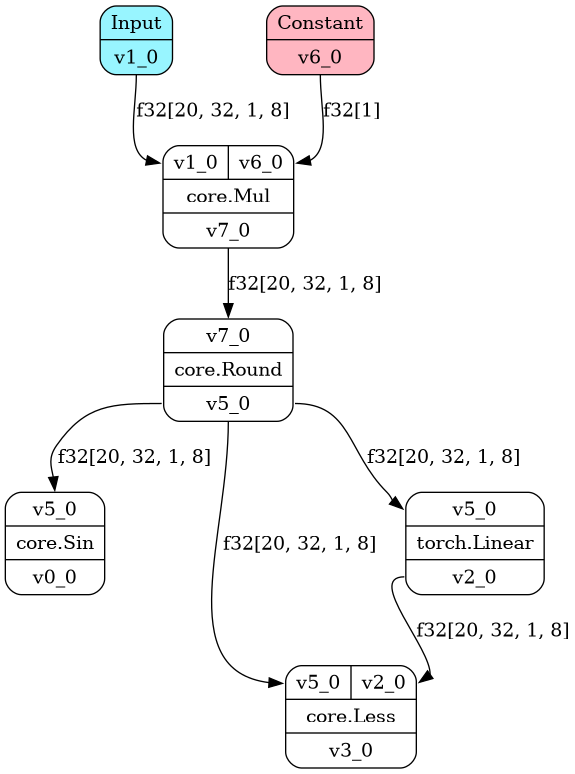 Input
v1_0
Constant
v6_0
f32[20, 32, 1, 8]
f32[1]
v1_0 v6_0
core.Mul
v7_0
f32[20, 32, 1, 8]
v7_0
core.Round
v5_0
f32[20, 32, 1, 8]
f32[20, 32, 1, 8]
f32[20, 32, 1, 8]
v5_0
core.Sin
v0_0
v5_0
torch.Linear
v2_0
f32[20, 32, 1, 8]
v5_0 v2_0
core.Less
v3_0